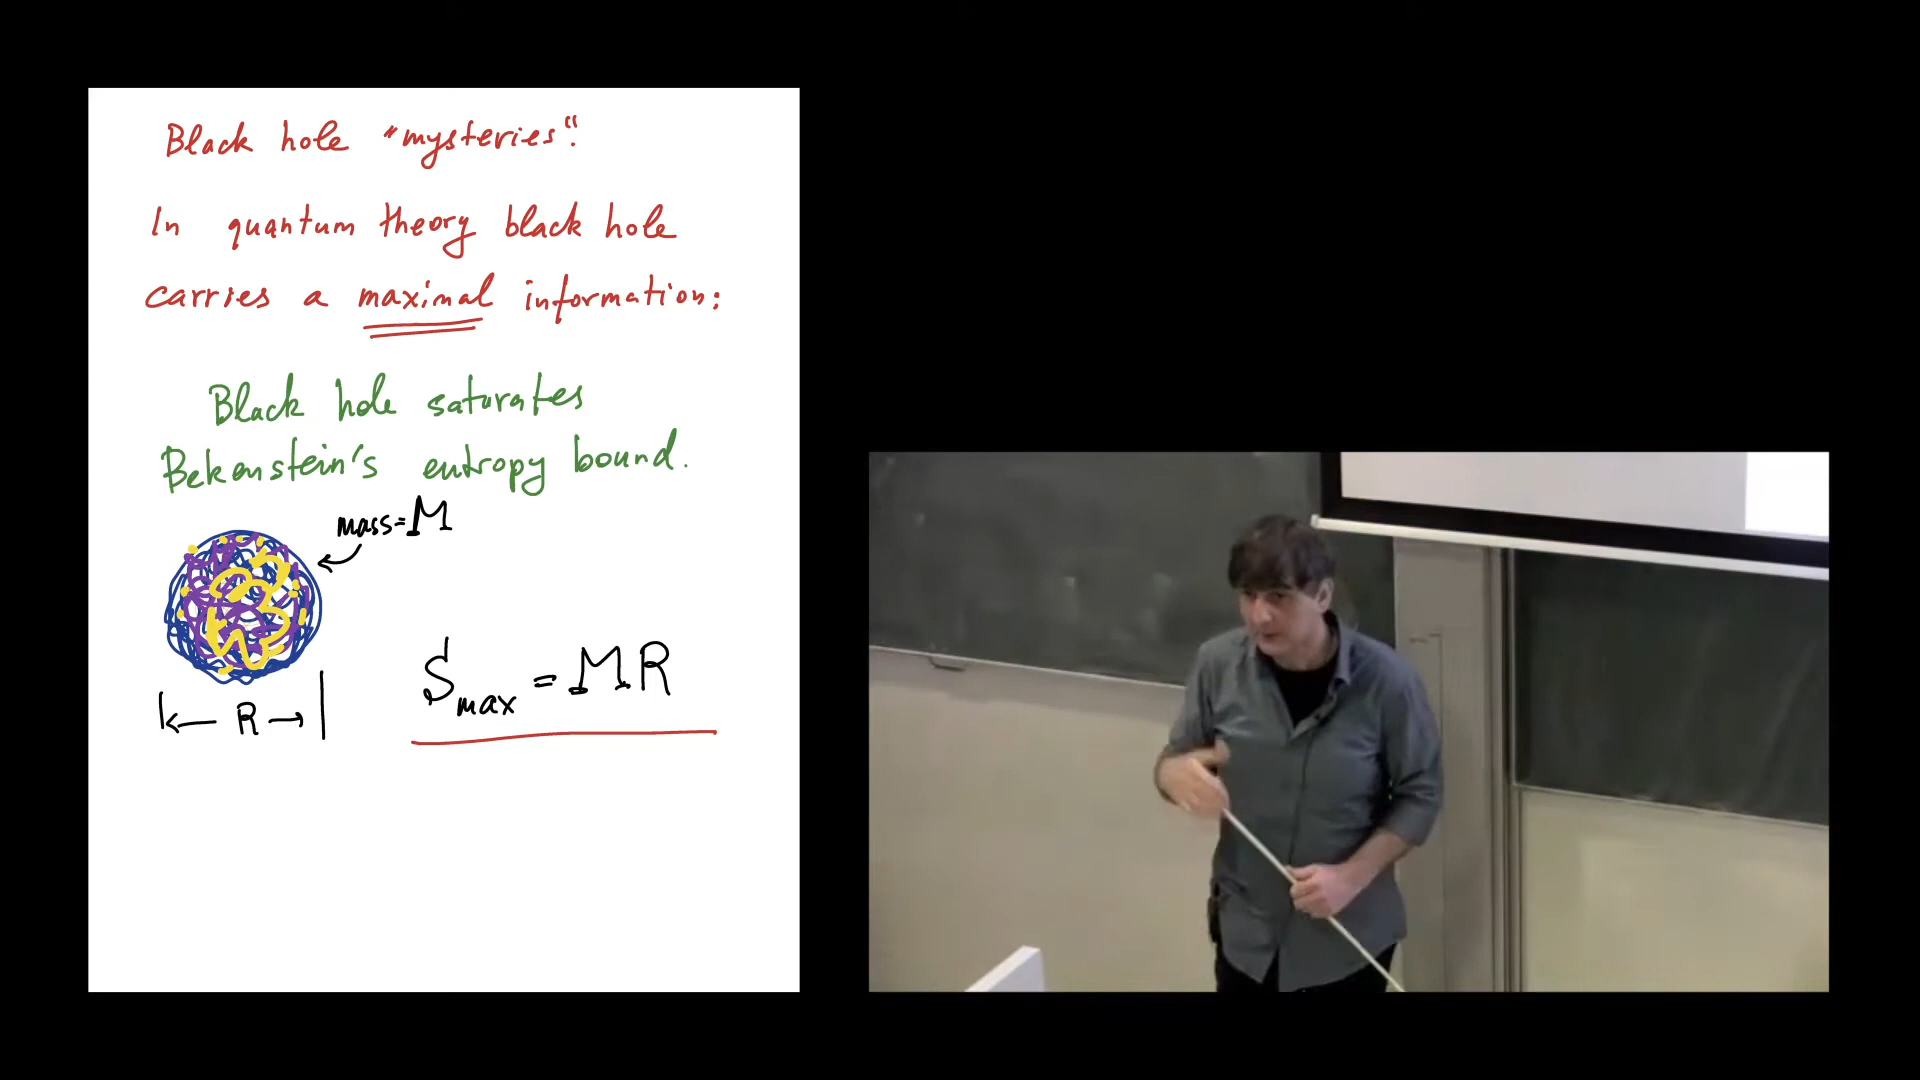 Black hole "mysteries":
In quantum theory black hole
carries a maximal information:
Black hole saturates
Bekenstein's entropy bound.
mass=M
S_max = MR
R